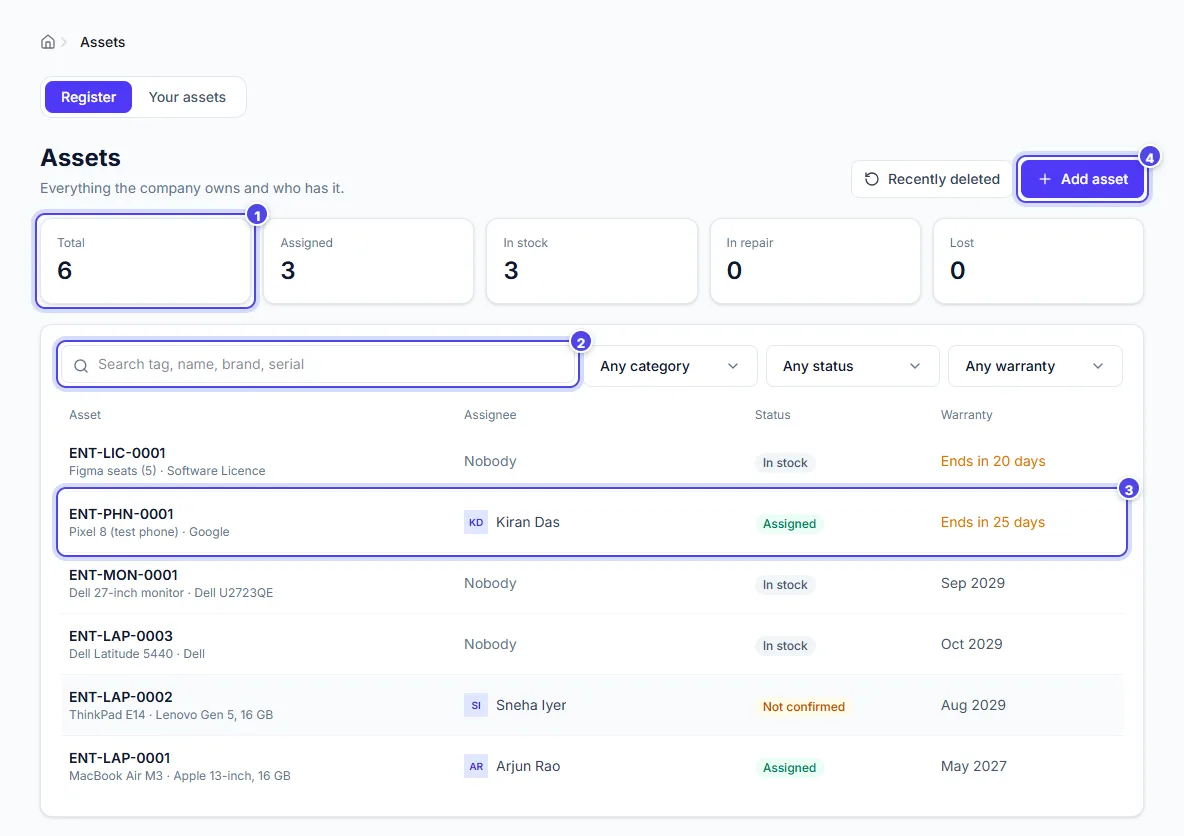 Assets
Register
Your assets
Assets
Everything the company owns and who has it.
Recently deleted
+ Add asset
4
1
Total
6
Assigned
3
In stock
3
In repair
0
Lost
0
2
Search tag, name, brand, serial
Any category
Any status
Any warranty
Asset
Assignee
Status
Warranty
ENT-LIC-0001
Figma seats (5) · Software Licence
Nobody
In stock
Ends in 20 days
3
ENT-PHN-0001
Pixel 8 (test phone) · Google
KD
Kiran Das
Assigned
Ends in 25 days
ENT-MON-0001
Dell 27-inch monitor · Dell U2723QE
Nobody
In stock
Sep 2029
ENT-LAP-0003
Dell Latitude 5440 · Dell
Nobody
In stock
Oct 2029
ENT-LAP-0002
ThinkPad E14 · Lenovo Gen 5, 16 GB
SI
Sneha Iyer
Not confirmed
Aug 2029
ENT-LAP-0001
MacBook Air M3 · Apple 13-inch, 16 GB
AR
Arjun Rao
Assigned
May 2027